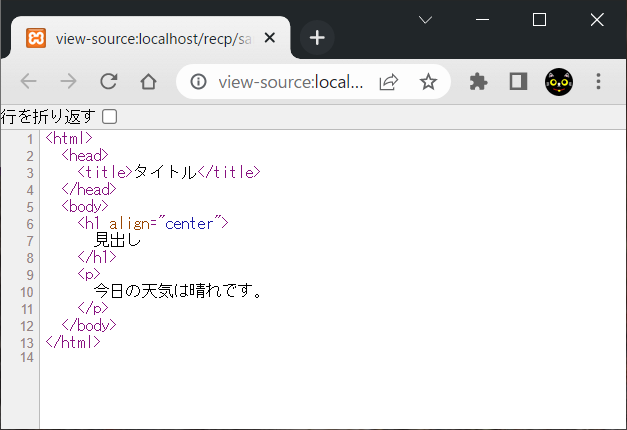 view-source:localhost/recp/sa
view-source:local...
行を折り返す
1 <html>
2 <head>
3 <title>タイトル</title>
4 </head>
5 <body>
6 <h1 align="center">
7 見出し
8 </h1>
9 <p>
10 今日の天気は晴れです。
11 </p>
12 </body>
13 </html>
14